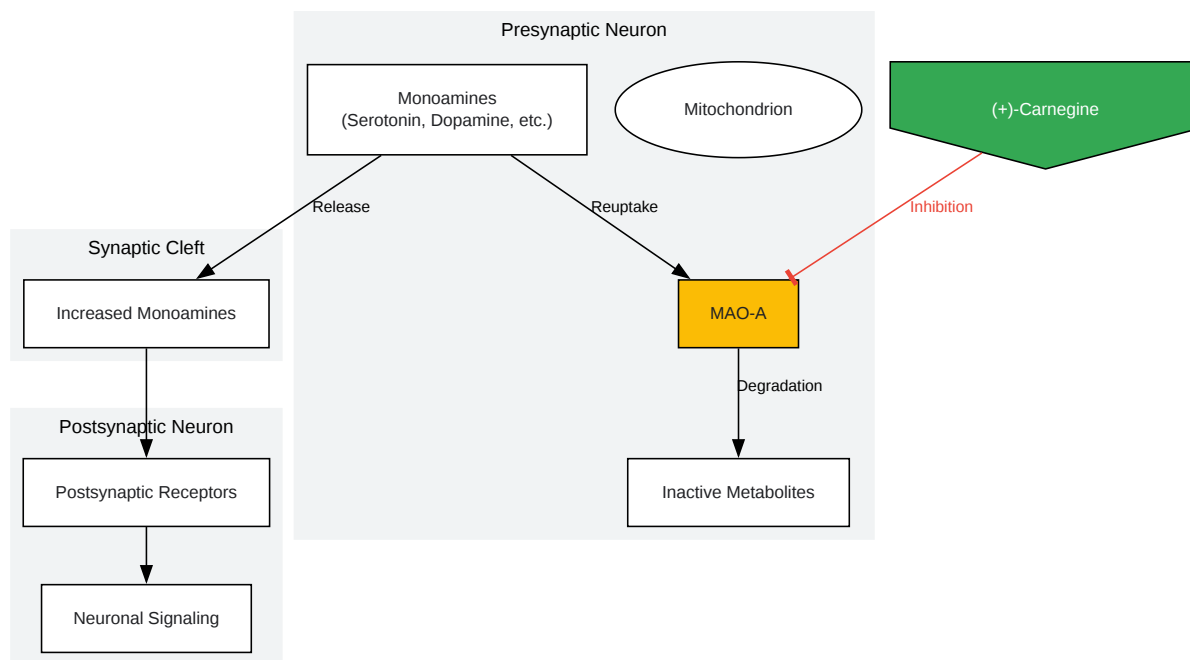 Presynaptic Neuron
Monoamines
(Serotonin, Dopamine, etc.)
Mitochondrion
(+)-Carnegine
Release
Reuptake
Inhibition
Synaptic Cleft
Increased Monoamines
MAO-A
Degradation
Postsynaptic Neuron
Postsynaptic Receptors
Inactive Metabolites
Neuronal Signaling